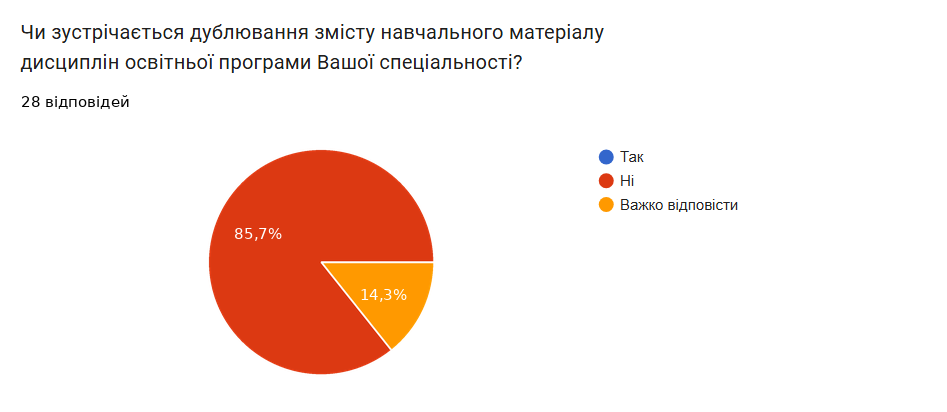 Чи зустрічається дублювання змісту навчального матеріалу
дисциплін освітньої програми Вашої спеціальності?
28 відповідей
Так
Ні
Важко відповісти
85,7%
14,3%